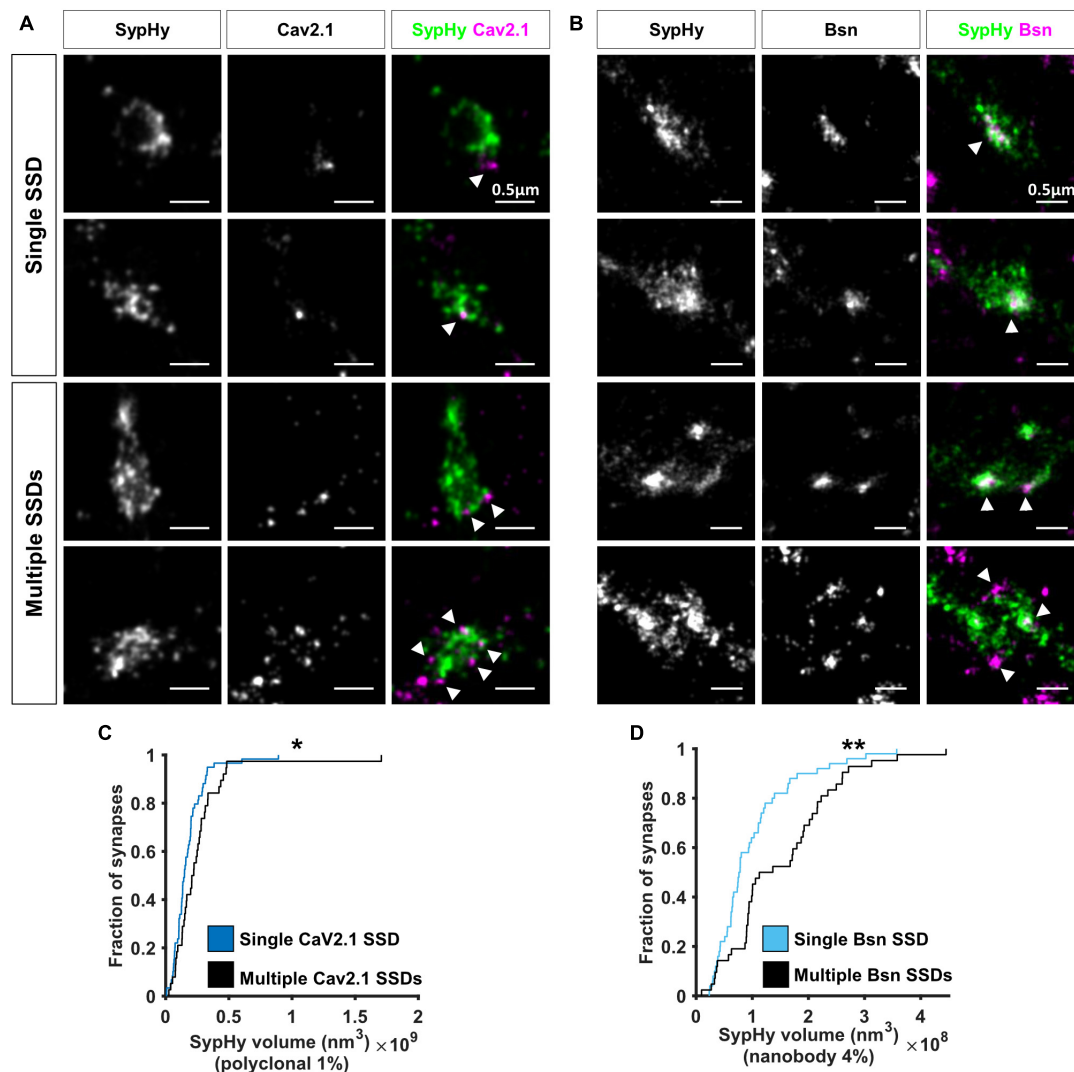 A
SypHy
Cav2.1
SypHy Cav2.1
B
SypHy
Bsn
SypHy Bsn
Single SSD
0.5µm
0.5µm
Multiple SSDs
C
*
1
0.8
0.6
0.4
0.2
0
Fraction of synapses
Single CaV2.1 SSD
Multiple Cav2.1 SSDs
0
0.5
1
1.5
2
SypHy volume (nm³) ×10⁹
(polyclonal 1%)
D
**
1
0.8
0.6
0.4
0.2
0
Fraction of synapses
Single Bsn SSD
Multiple Bsn SSDs
0
1
2
3
4
SypHy volume (nm³) ×10⁸
(nanobody 4%)